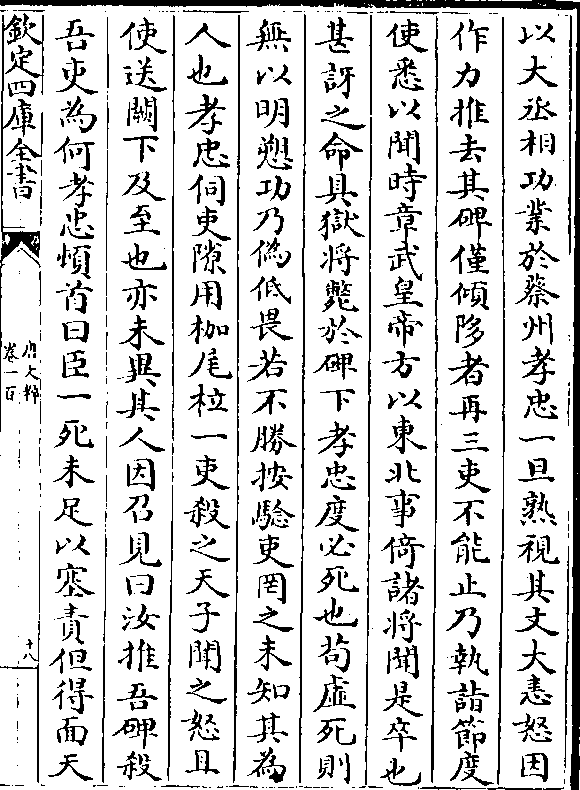 以大丞相功業於蔡州孝忠一旦熟視其文大恚怒因
作力推去其碑僅傾陊者再三吏不能止乃執詣節度
使悉以聞時章武皇帝方以東北事倚諸將聞是卒也
甚訝之命具獄將斃於碑下孝忠度必死也苟虛死則
無以明愬功乃偽低畏若不勝按驗吏罔之未知其為
人也孝忠伺吏隙用枷尾柆一吏殺之天子聞之怒且
使送闕下及至也亦未異其人因召見曰汝推吾碑殺
吾吏為何孝忠頓首曰臣一死未足以塞責但得面天
欽定四庫全書
唐文粹
卷一百
十八